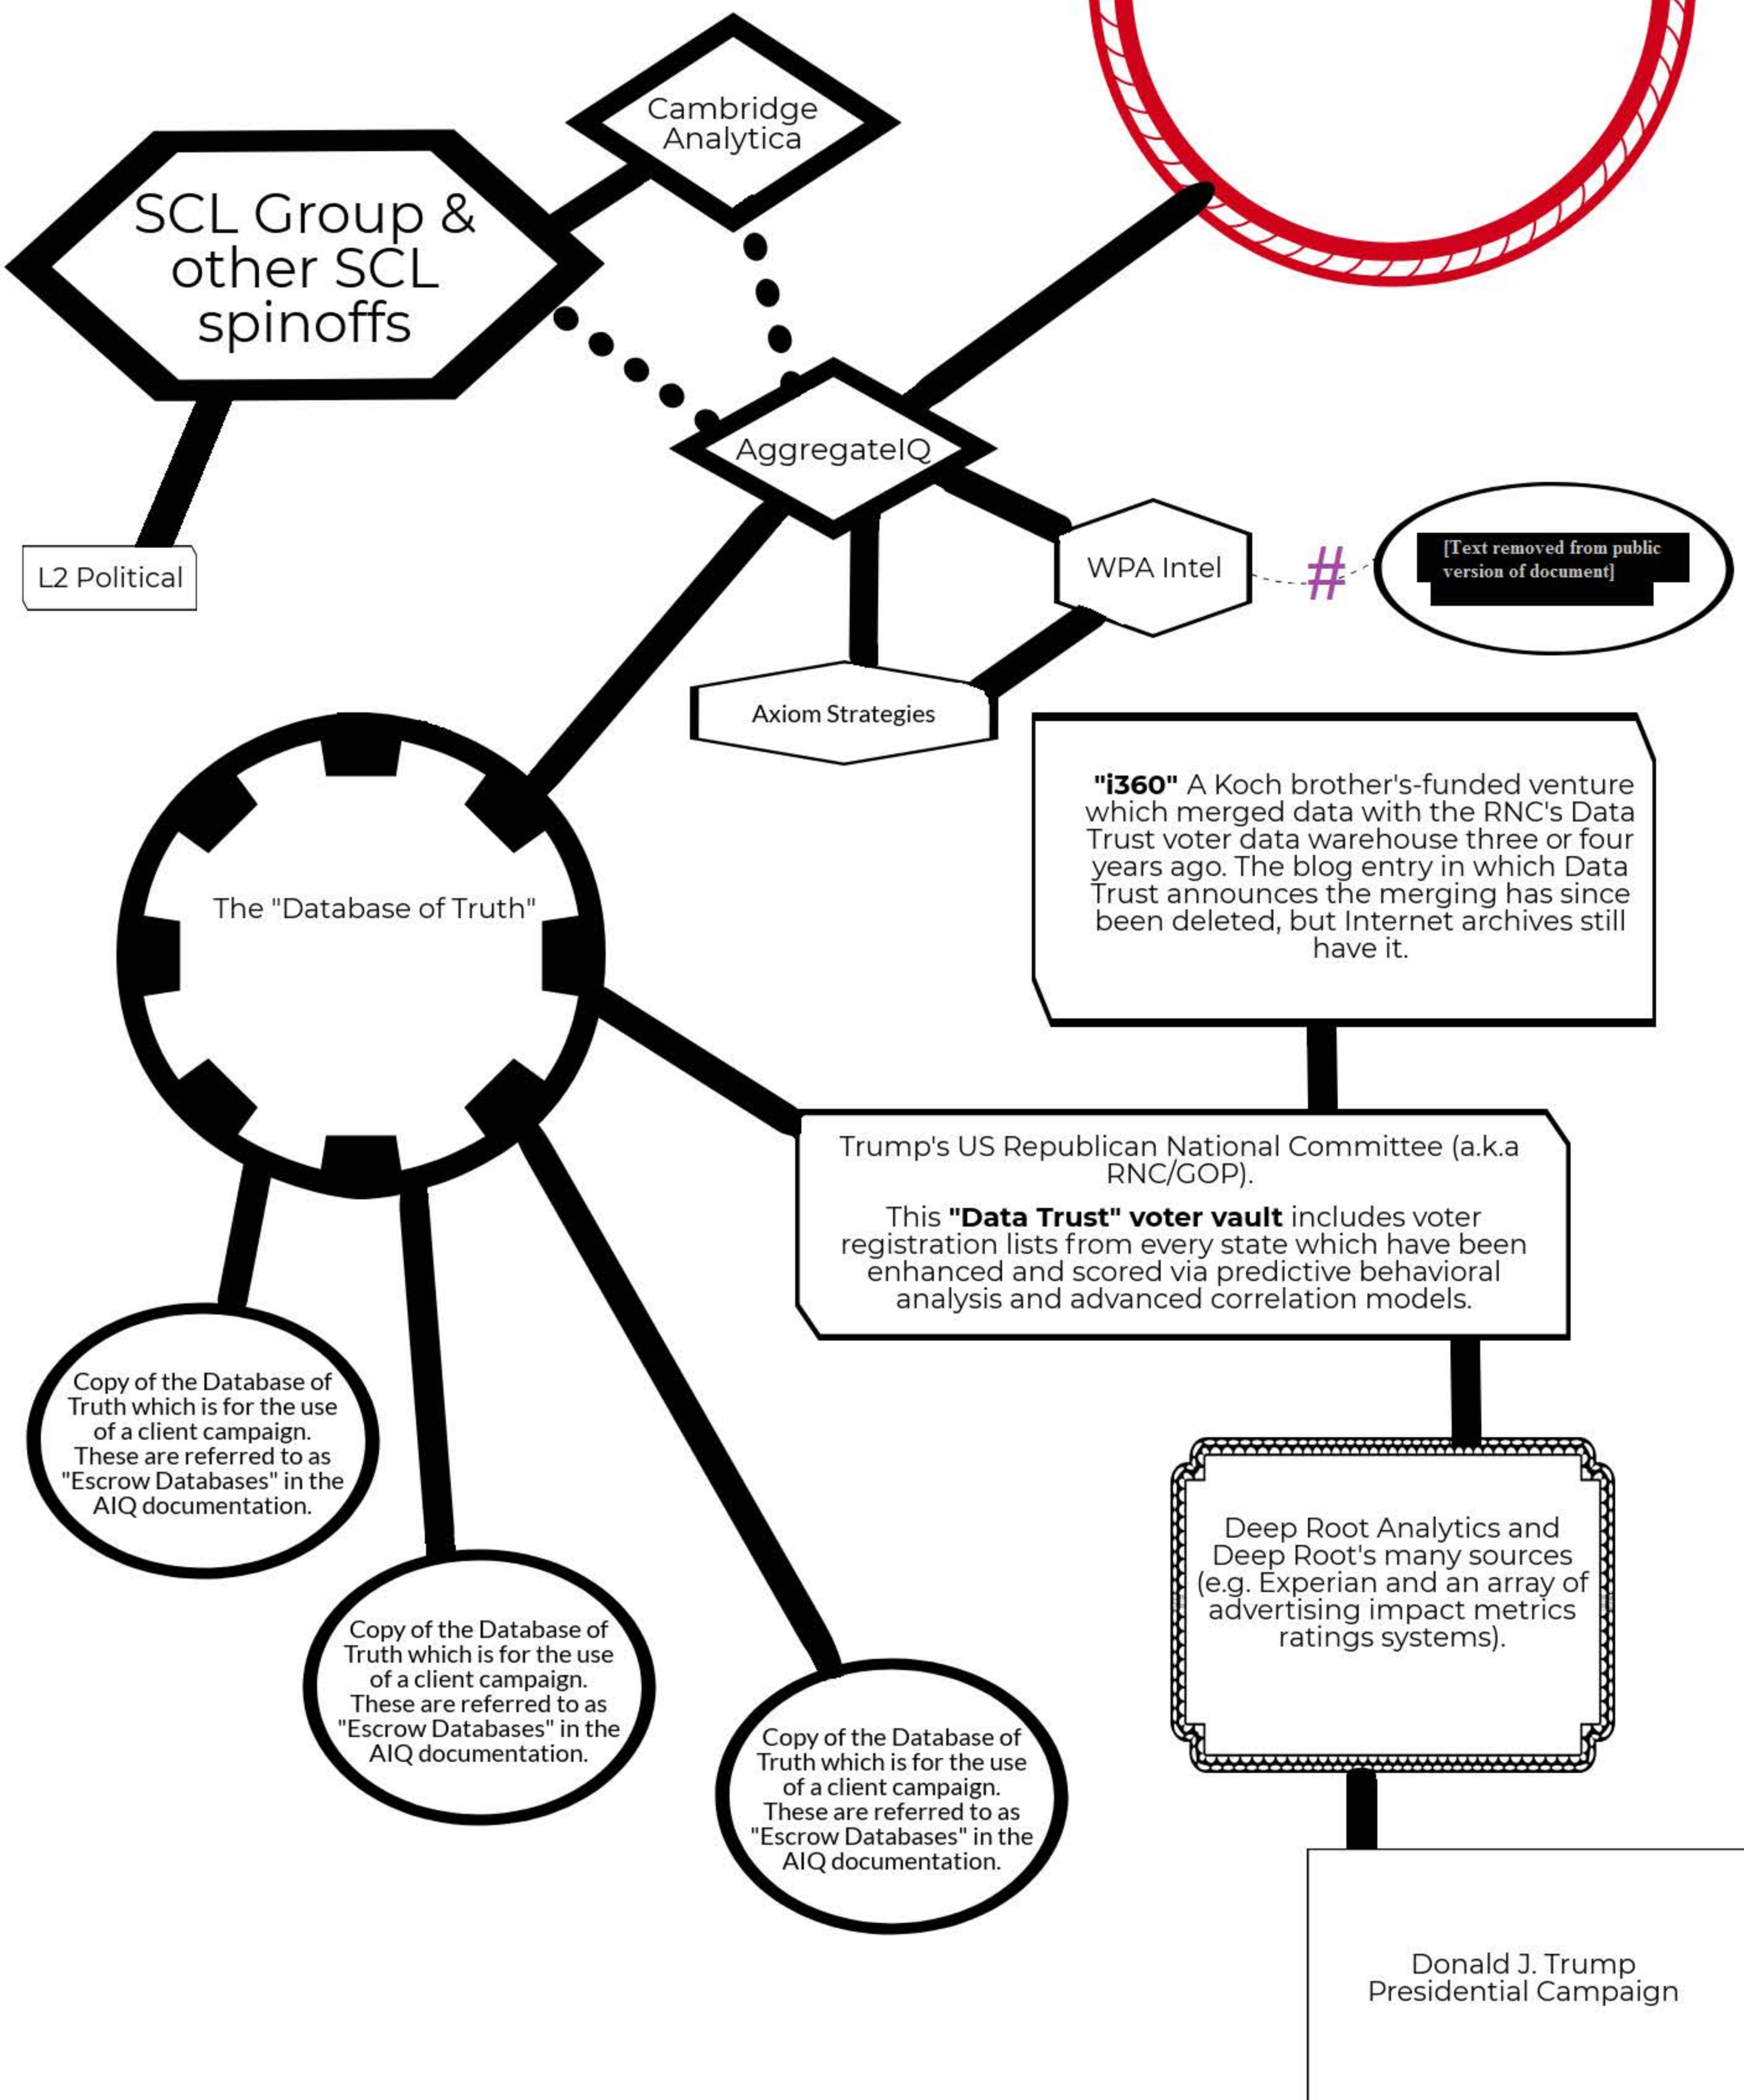 Cambridge
Analytica
SCL Group &
other SCL
spinoffs
AggregateIQ
L2 Political
WPA Intel
#
[Text removed from public
version of document]
Axiom Strategies
"i360" A Koch brother's-funded venture
which merged data with the RNC's Data
Trust voter data warehouse three or four
years ago. The blog entry in which Data
Trust announces the merging has since
been deleted, but Internet archives still
have it.
The "Database of Truth"
Trump's US Republican National Committee (a.k.a
RNC/GOP).
This "Data Trust" voter vault includes voter
registration lists from every state which have been
enhanced and scored via predictive behavioral
analysis and advanced correlation models.
Copy of the Database of
Truth which is for the use
of a client campaign.
These are referred to as
"Escrow Databases" in the
AIQ documentation.
Copy of the Database of
Truth which is for the use
of a client campaign.
These are referred to as
"Escrow Databases" in the
AIQ documentation.
Copy of the Database of
Truth which is for the use
of a client campaign.
These are referred to as
"Escrow Databases" in the
AIQ documentation.
Deep Root Analytics and
Deep Root's many sources
(e.g. Experian and an array of
advertising impact metrics
ratings systems).
Donald J. Trump
Presidential Campaign